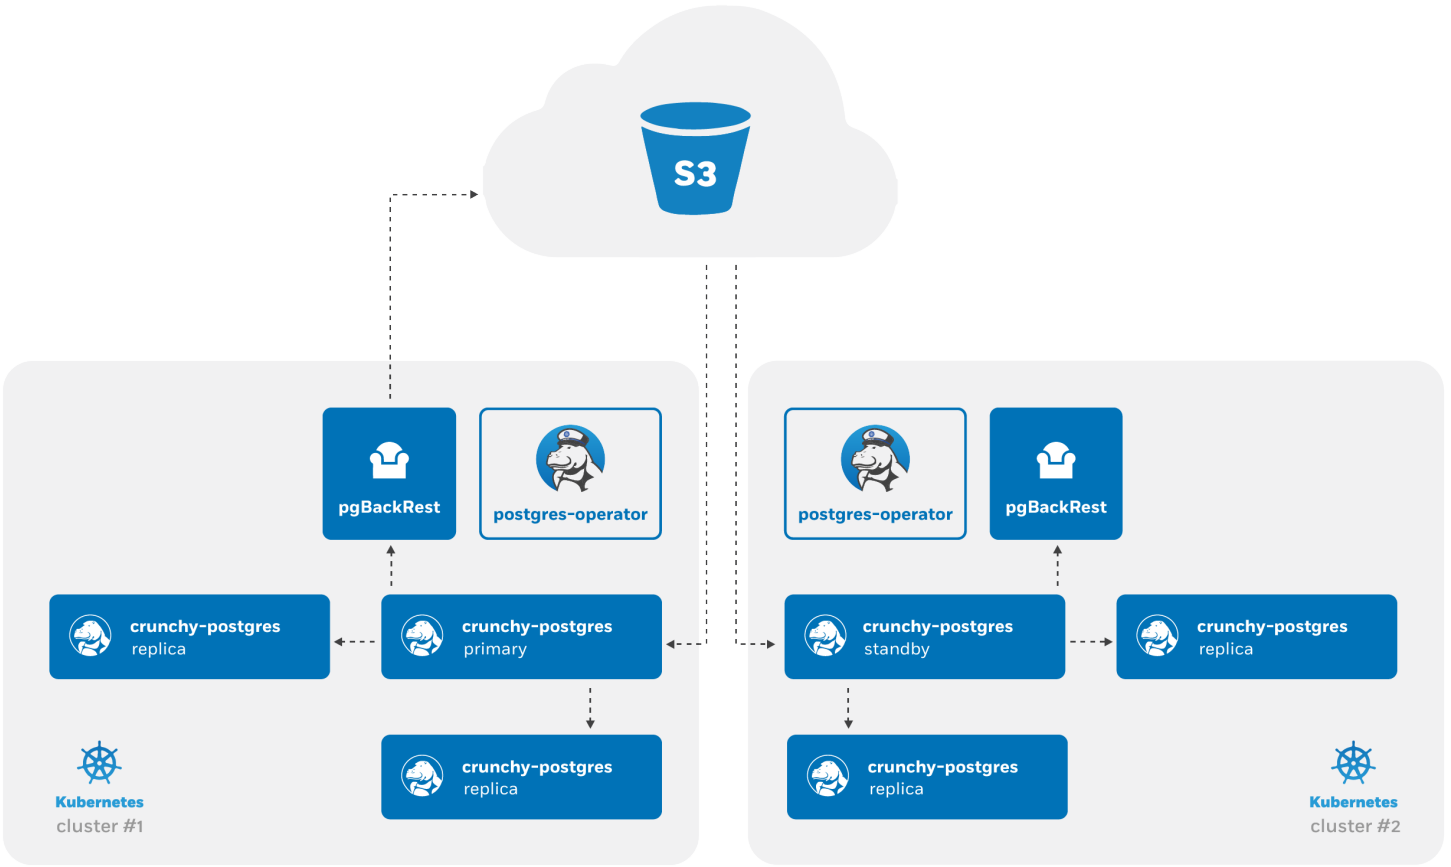 S3
pgBackRest
postgres-operator
crunchy-postgres
replica
crunchy-postgres
primary
crunchy-postgres
replica
Kubernetes
cluster #1
postgres-operator
pgBackRest
crunchy-postgres
standby
crunchy-postgres
replica
crunchy-postgres
replica
Kubernetes
cluster #2